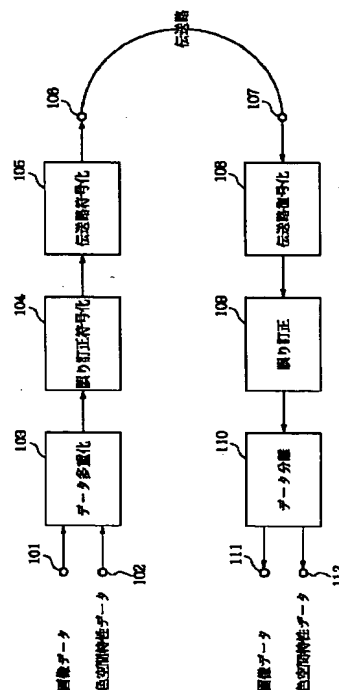 画像データ
101
色空間特性データ
102
103
データ多重化
104
誤り訂正符号化
105
伝送路符号化
106
伝送路
107
108
伝送路復号化
109
誤り訂正
110
データ分離
111
画像データ
112
色空間特性データ